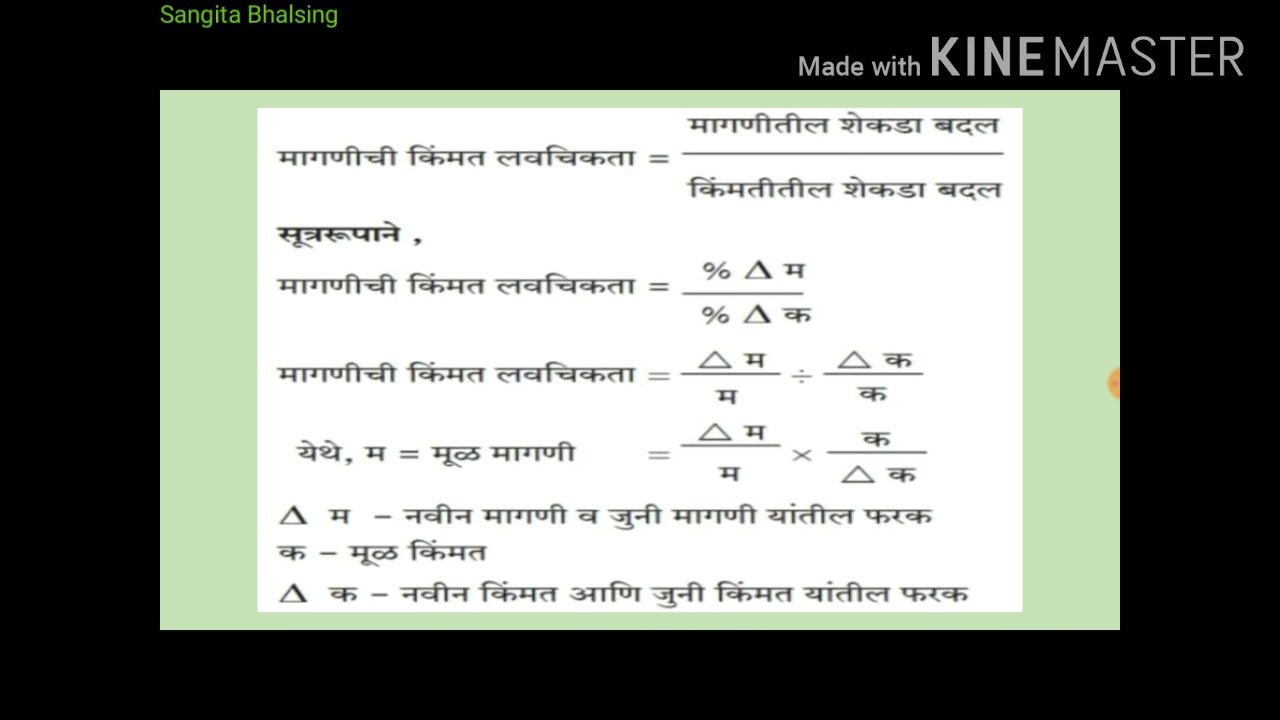 Sangita Bhalsing
Made with KINEMASTER
मागणीतील शेकडा बदल
मागणीची किंमत लवचिकता =
किंमतीतील शेकडा बदल
सूत्ररूपाने ,
% Δ म
मागणीची किंमत लवचिकता =
% Δ क
△ म △ क
मागणीची किंमत लवचिकता = ÷
म क
△ म क
येथे, म = मूळ मागणी = ×
म △ क
Δ म – नवीन मागणी व जुनी मागणी यांतील फरक
क – मूळ किंमत
Δ क – नवीन किंमत आणि जुनी किंमत यांतील फरक